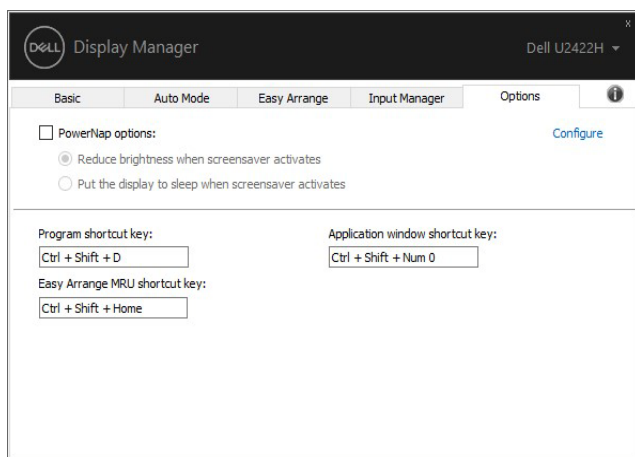 x
DELL Display Manager Dell U2422H
Basic Auto Mode Easy Arrange Input Manager Options i
PowerNap options: Configure
Reduce brightness when screensaver activates
Put the display to sleep when screensaver activates
Program shortcut key: Application window shortcut key:
Ctrl + Shift + D Ctrl + Shift + Num 0
Easy Arrange MRU shortcut key:
Ctrl + Shift + Home